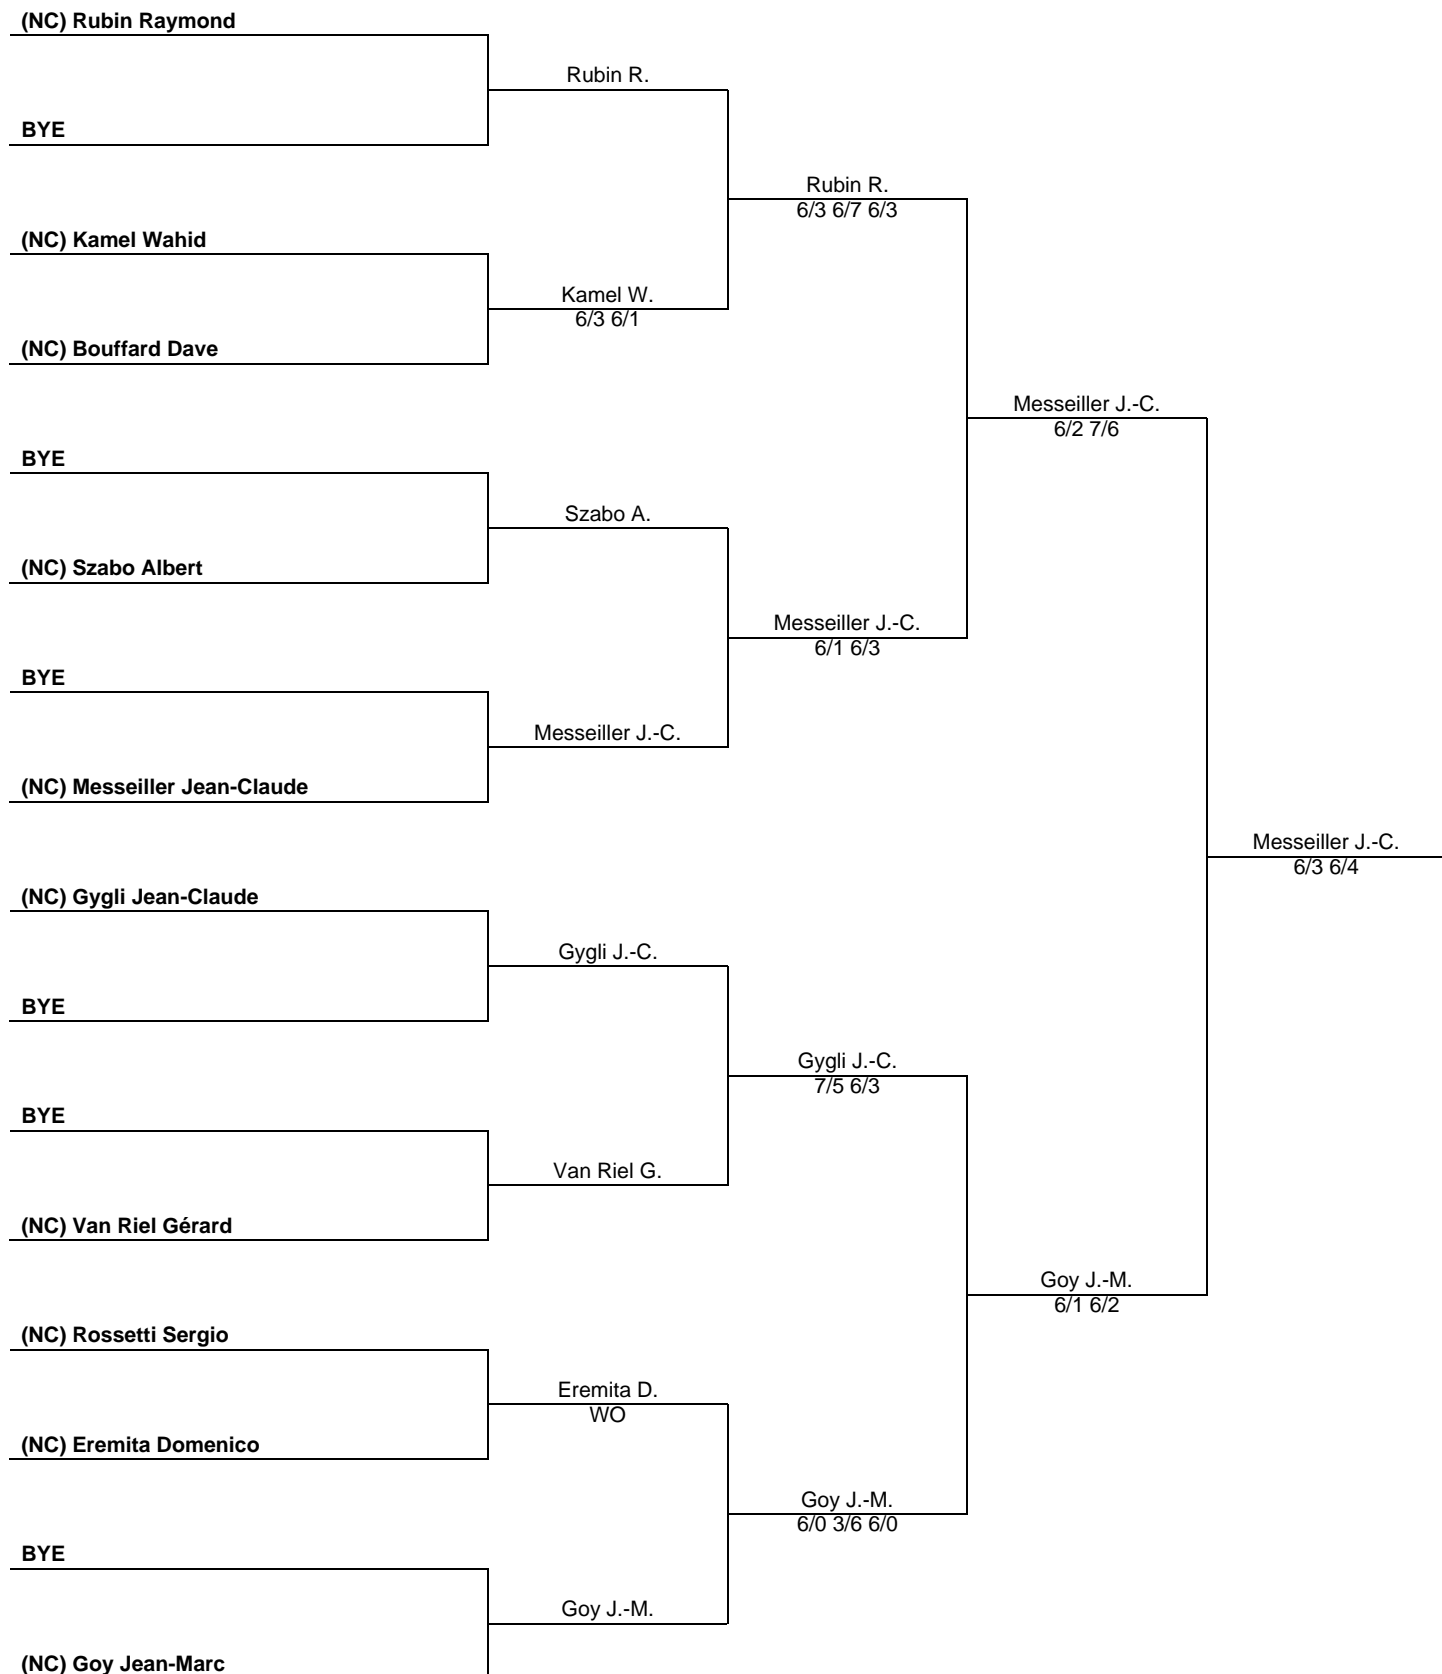 (NC) Rubin Raymond
Rubin R.
BYE
Rubin R.
6/3 6/7 6/3
(NC) Kamel Wahid
Kamel W.
6/3 6/1
(NC) Bouffard Dave
Messeiller J.-C.
6/2 7/6
BYE
Szabo A.
(NC) Szabo Albert
Messeiller J.-C.
6/1 6/3
BYE
Messeiller J.-C.
(NC) Messeiller Jean-Claude
Messeiller J.-C.
6/3 6/4
(NC) Gygli Jean-Claude
Gygli J.-C.
BYE
Gygli J.-C.
7/5 6/3
BYE
Van Riel G.
(NC) Van Riel Gérard
Goy J.-M.
6/1 6/2
(NC) Rossetti Sergio
Eremita D.
WO
(NC) Eremita Domenico
Goy J.-M.
6/0 3/6 6/0
BYE
Goy J.-M.
(NC) Goy Jean-Marc